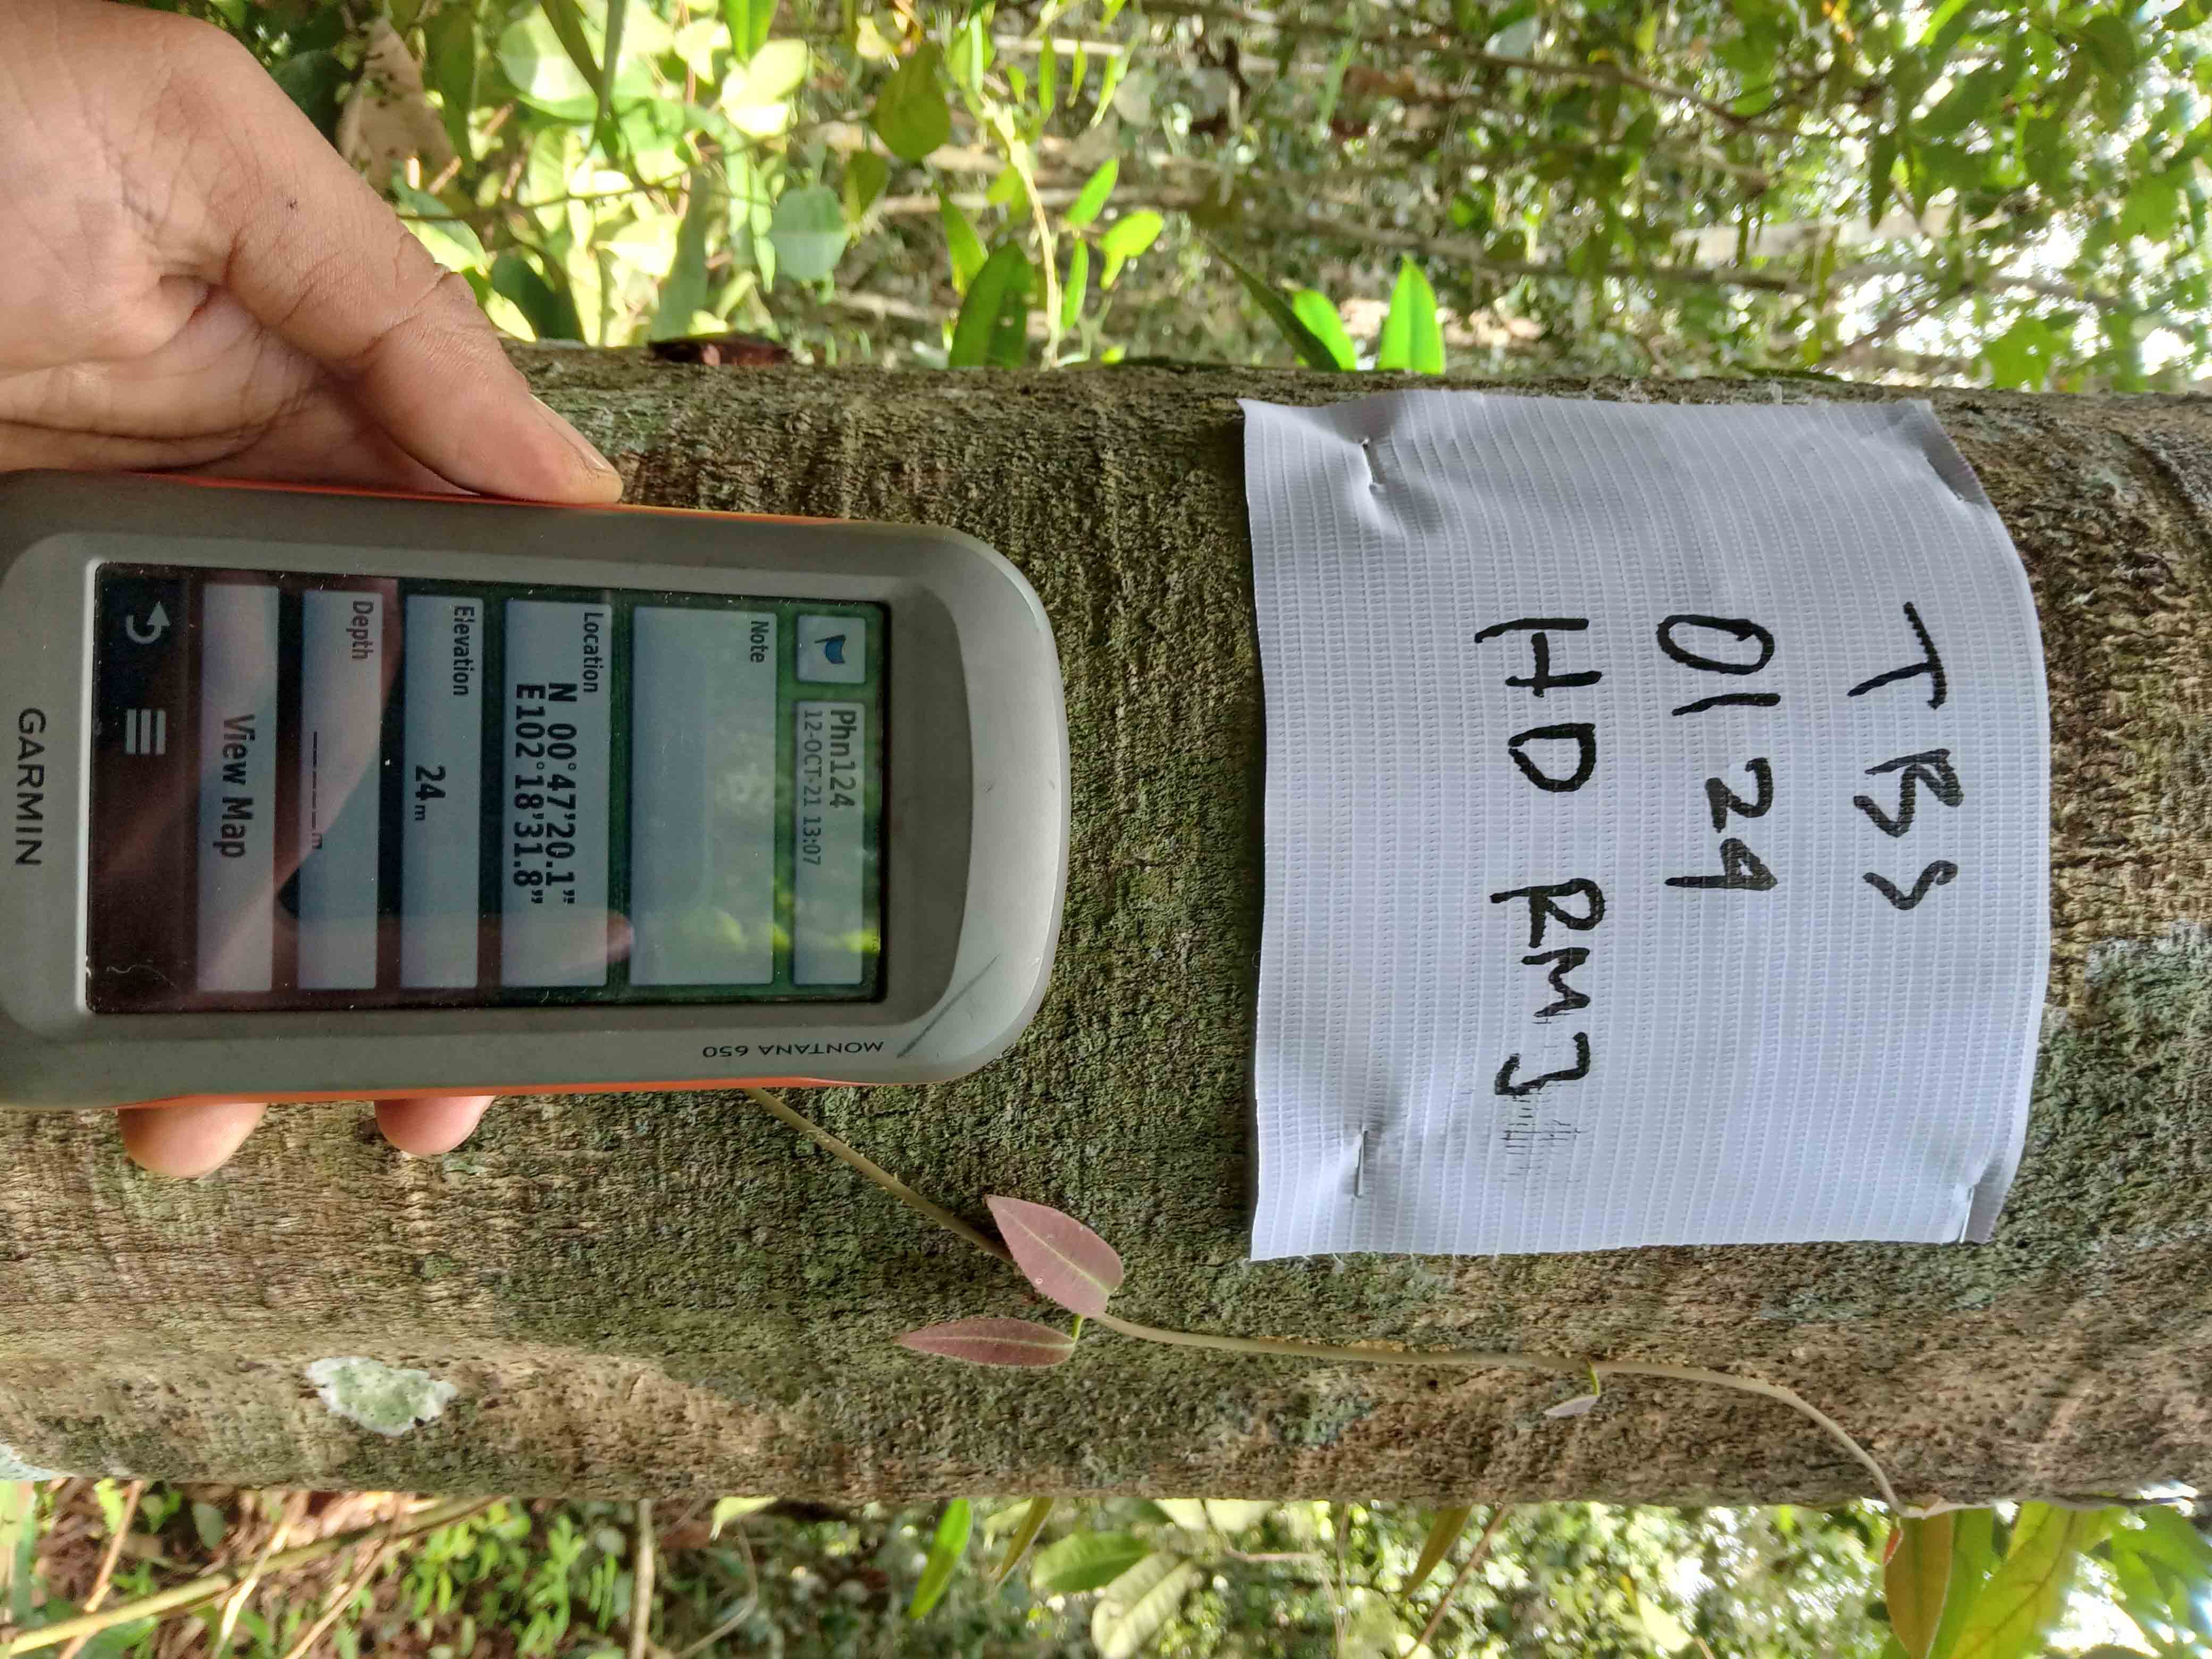 TBS
0124
HD RMJ
MONTANA 650
Phn124
12-OCT-21 13:07
Note
Location
N 00°47'20.1"
E102°18'31.8"
Elevation
24m
Depth
_____m
View Map
GARMIN